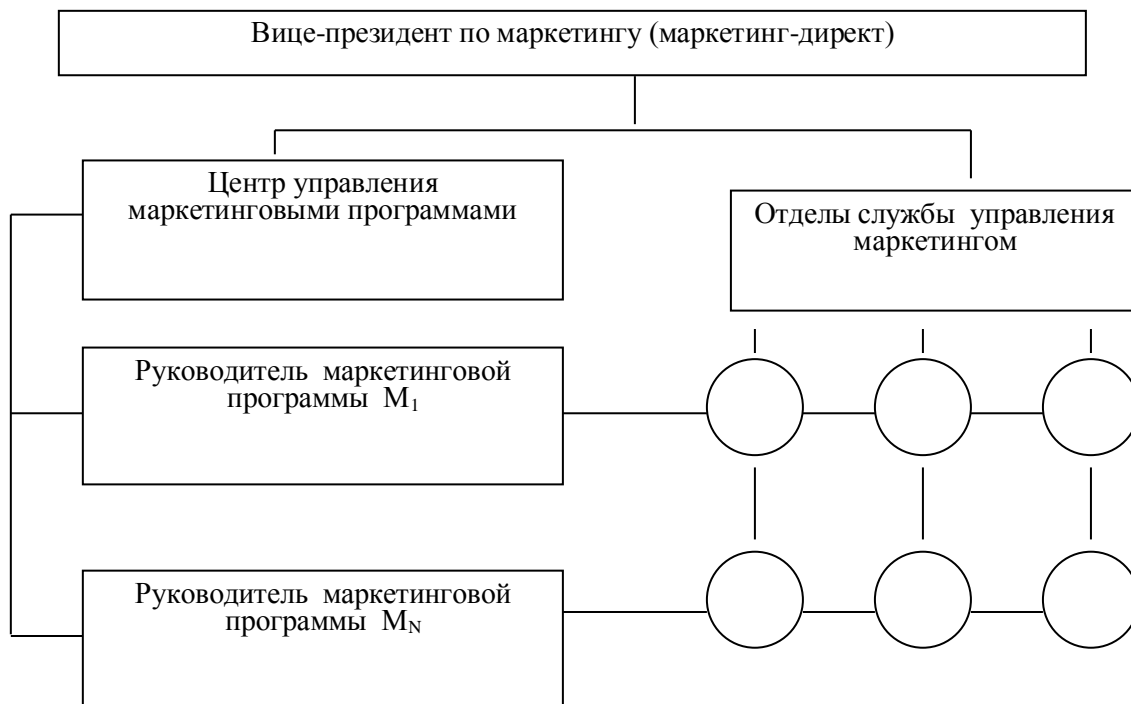 Вице-президент по маркетингу (маркетинг-директ)
Центр управления
маркетинговыми программами
Отделы службы управления
маркетингом
Руководитель маркетинговой
программы M₁
Руководитель маркетинговой
программы M_N